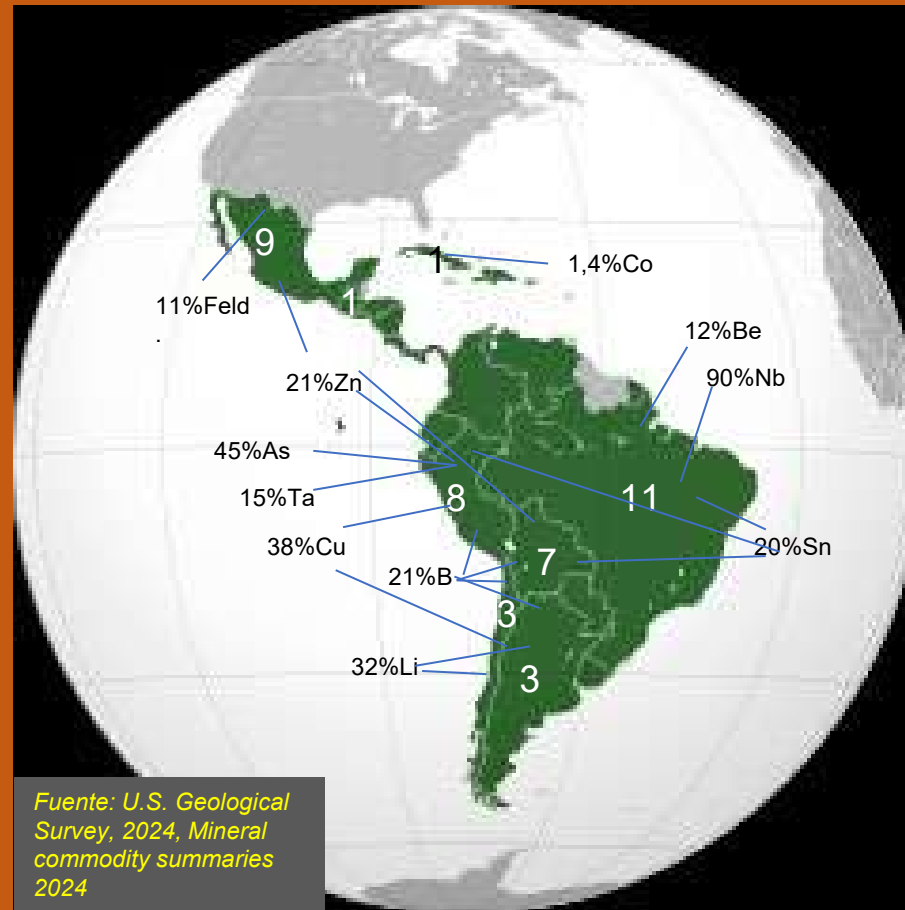 9
1
1,4%Co
11%Feld
1
12%Be
21%Zn
90%Nb
45%As
15%Ta
8
11
38%Cu
20%Sn
7
21%B
3
32%Li
3
Fuente: U.S. Geological
Survey, 2024, Mineral
commodity summaries
2024